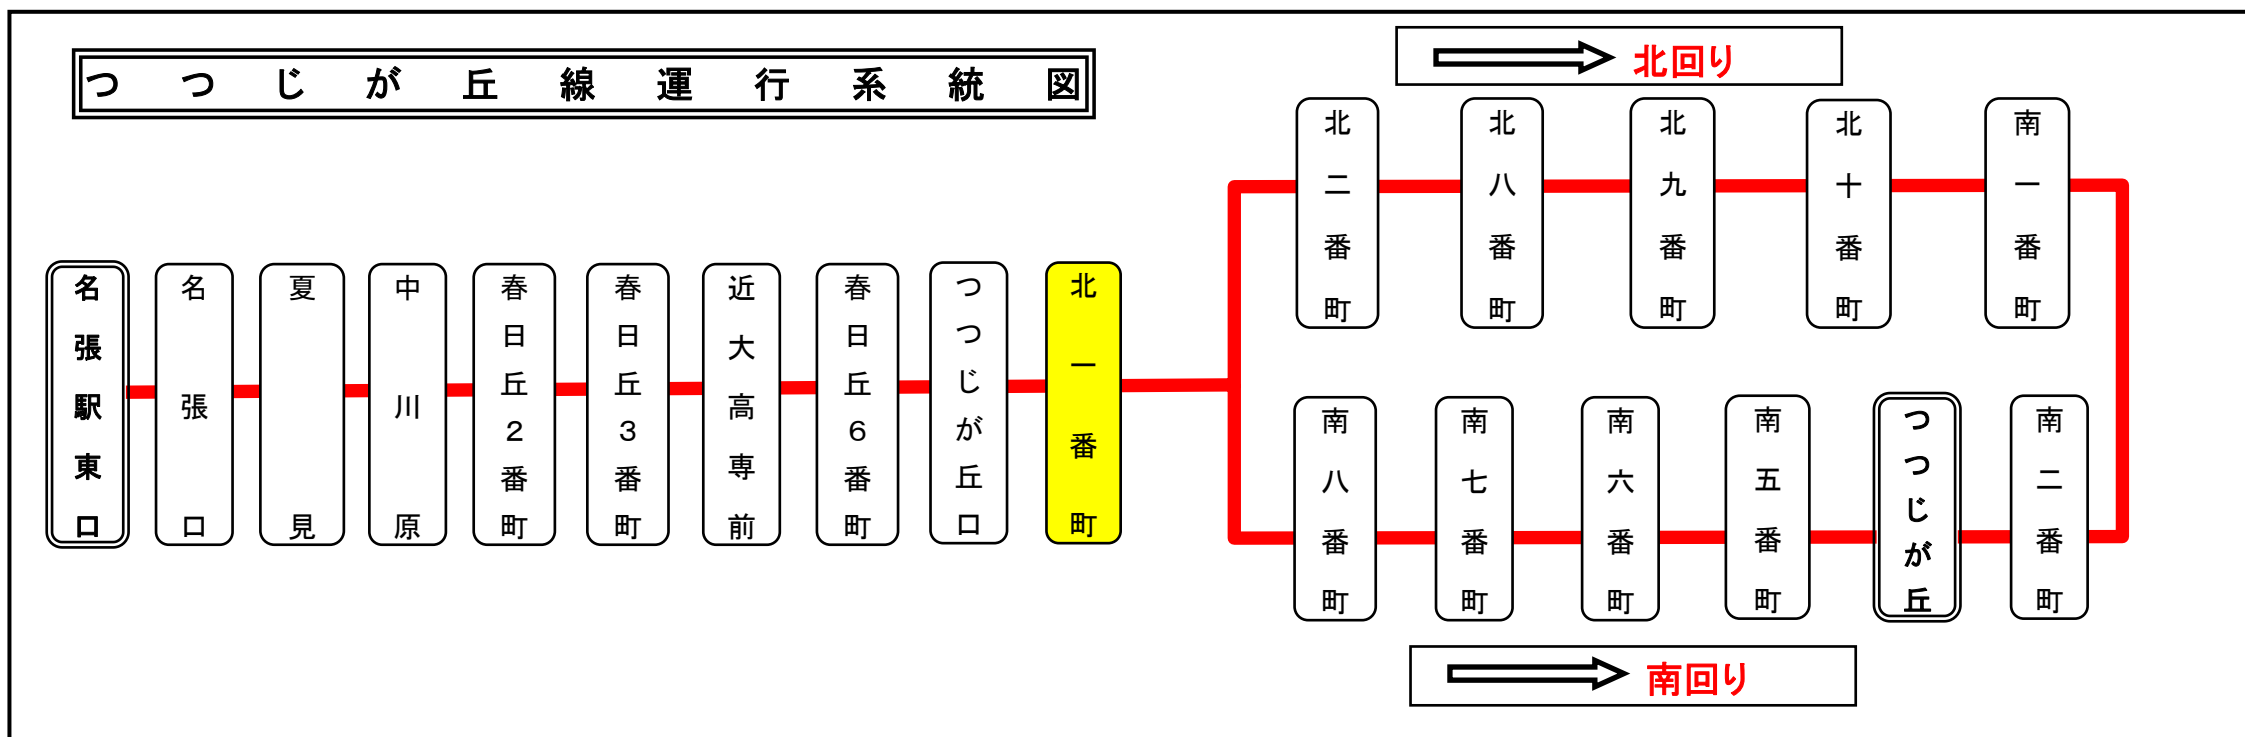 つつじが丘線運行系統図
北回り
北二番町
北八番町
北九番町
北十番町
南一番町
名張駅東口
名張口
夏見
中川原
春日丘2番町
春日丘3番町
近大高専前
春日丘6番町
つつじが丘口
北一番町
南八番町
南七番町
南六番町
南五番町
つつじが丘
南二番町
南回り